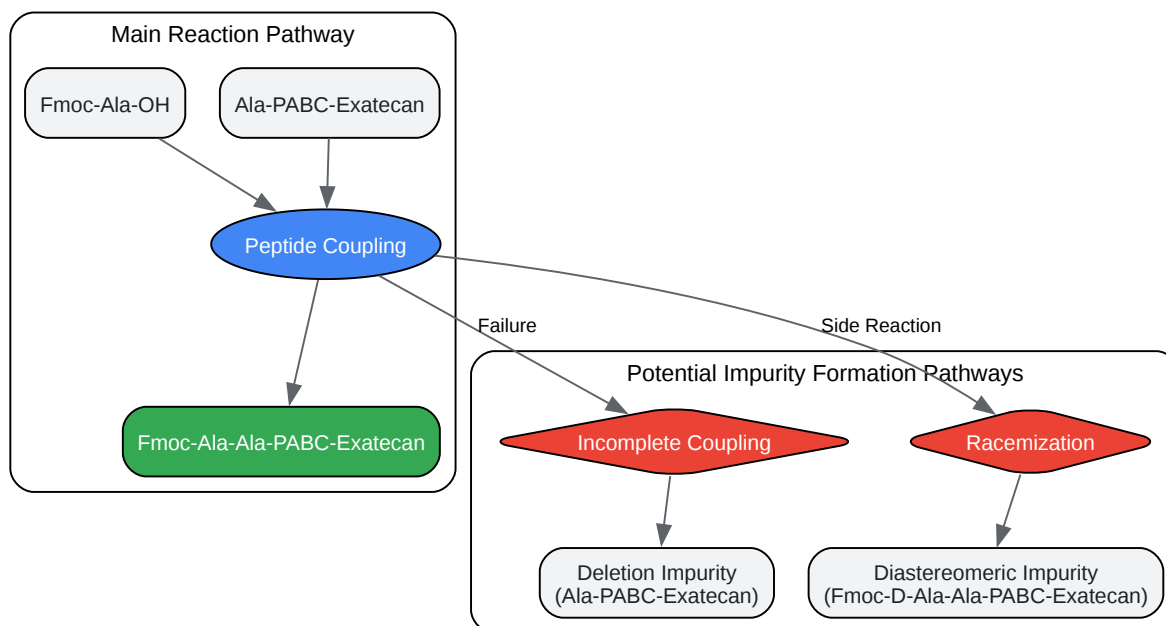 Main Reaction Pathway
Fmoc-Ala-OH
Ala-PABC-Exatecan
Peptide Coupling
Failure
Side Reaction
Potential Impurity Formation Pathways
Fmoc-Ala-Ala-PABC-Exatecan
Incomplete Coupling
Racemization
Deletion Impurity
(Ala-PABC-Exatecan)
Diastereomeric Impurity
(Fmoc-D-Ala-Ala-PABC-Exatecan)